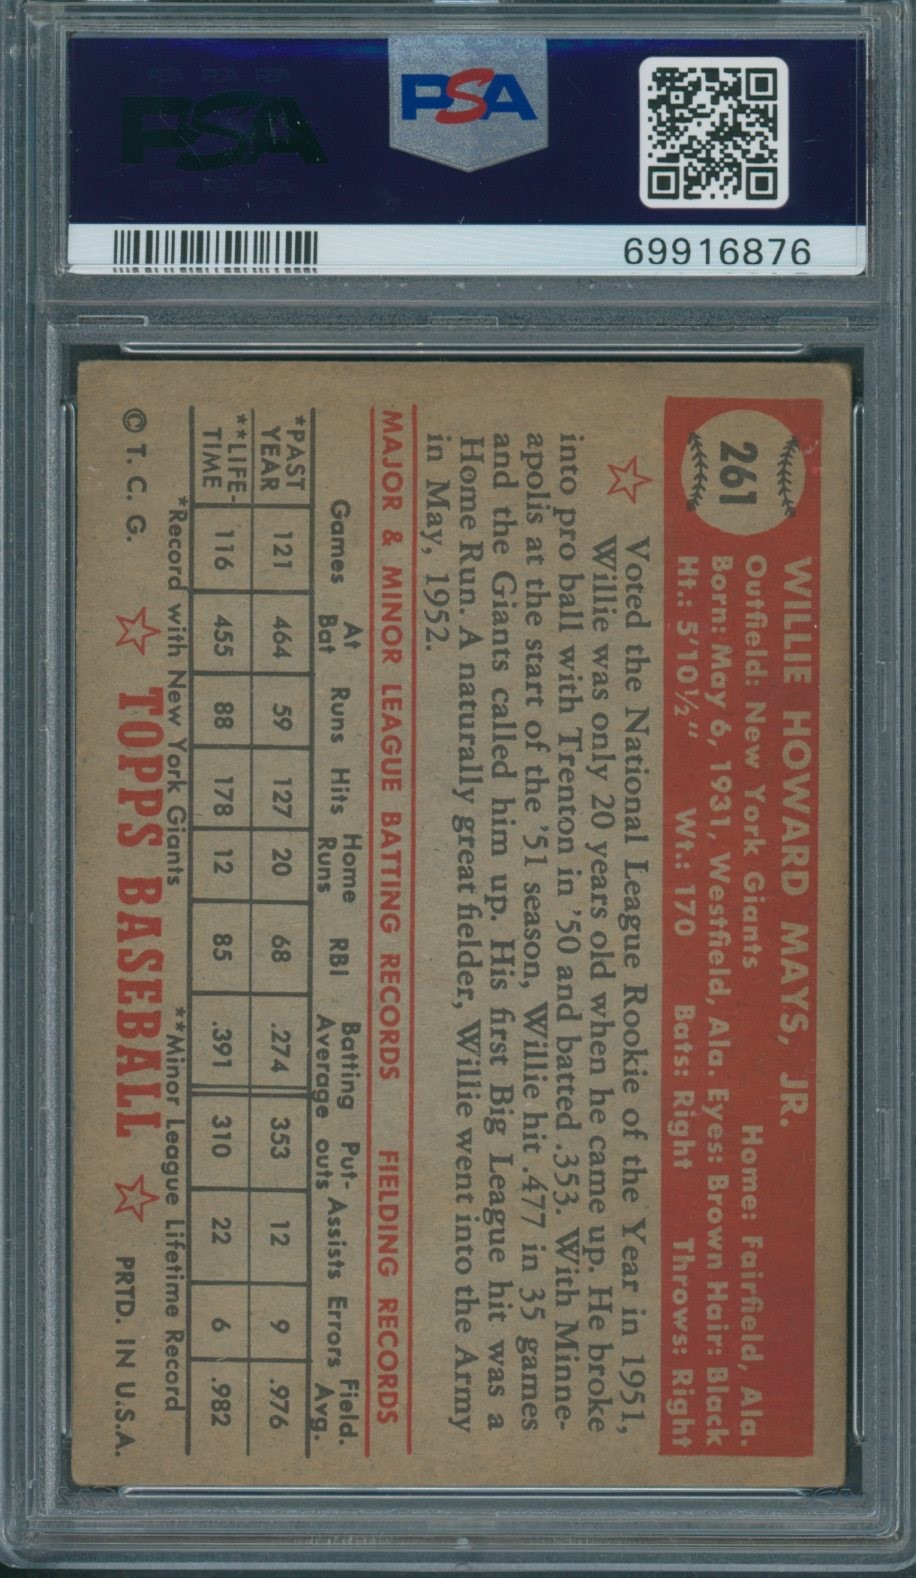 PSA
PSA
69916876
261
WILLIE HOWARD MAYS, JR.
Outfield: New York Giants Home: Fairfield, Ala.
Born: May 6, 1931, Westfield, Ala. Eyes: Brown Hair: Black
Ht.: 5'10½" Wt.: 170 Bats: Right Throws: Right
Voted the National League Rookie of the Year in 1951,
Willie was only 20 years old when he came up. He broke
into pro ball with Trenton in '50 and batted .353. With Minne-
apolis at the start of the '51 season, Willie hit .477 in 35 games
and the Giants called him up. His first Big League hit was a
Home Run. A naturally great fielder, Willie went into the Army
in May, 1952.
MAJOR & MINOR LEAGUE BATTING RECORDS FIELDING RECORDS
Games At Bat Runs Hits Home Runs RBI Batting Average Put-outs Assists Errors Field. Avg.
*PAST YEAR 121 464 59 127 20 68 .274 353 12 9 .976
**LIFE-TIME 116 455 88 178 12 85 .391 310 22 6 .982
*Record with New York Giants **Minor League Lifetime Record
© T. C. G. TOPPS BASEBALL PRTD. IN U.S.A.